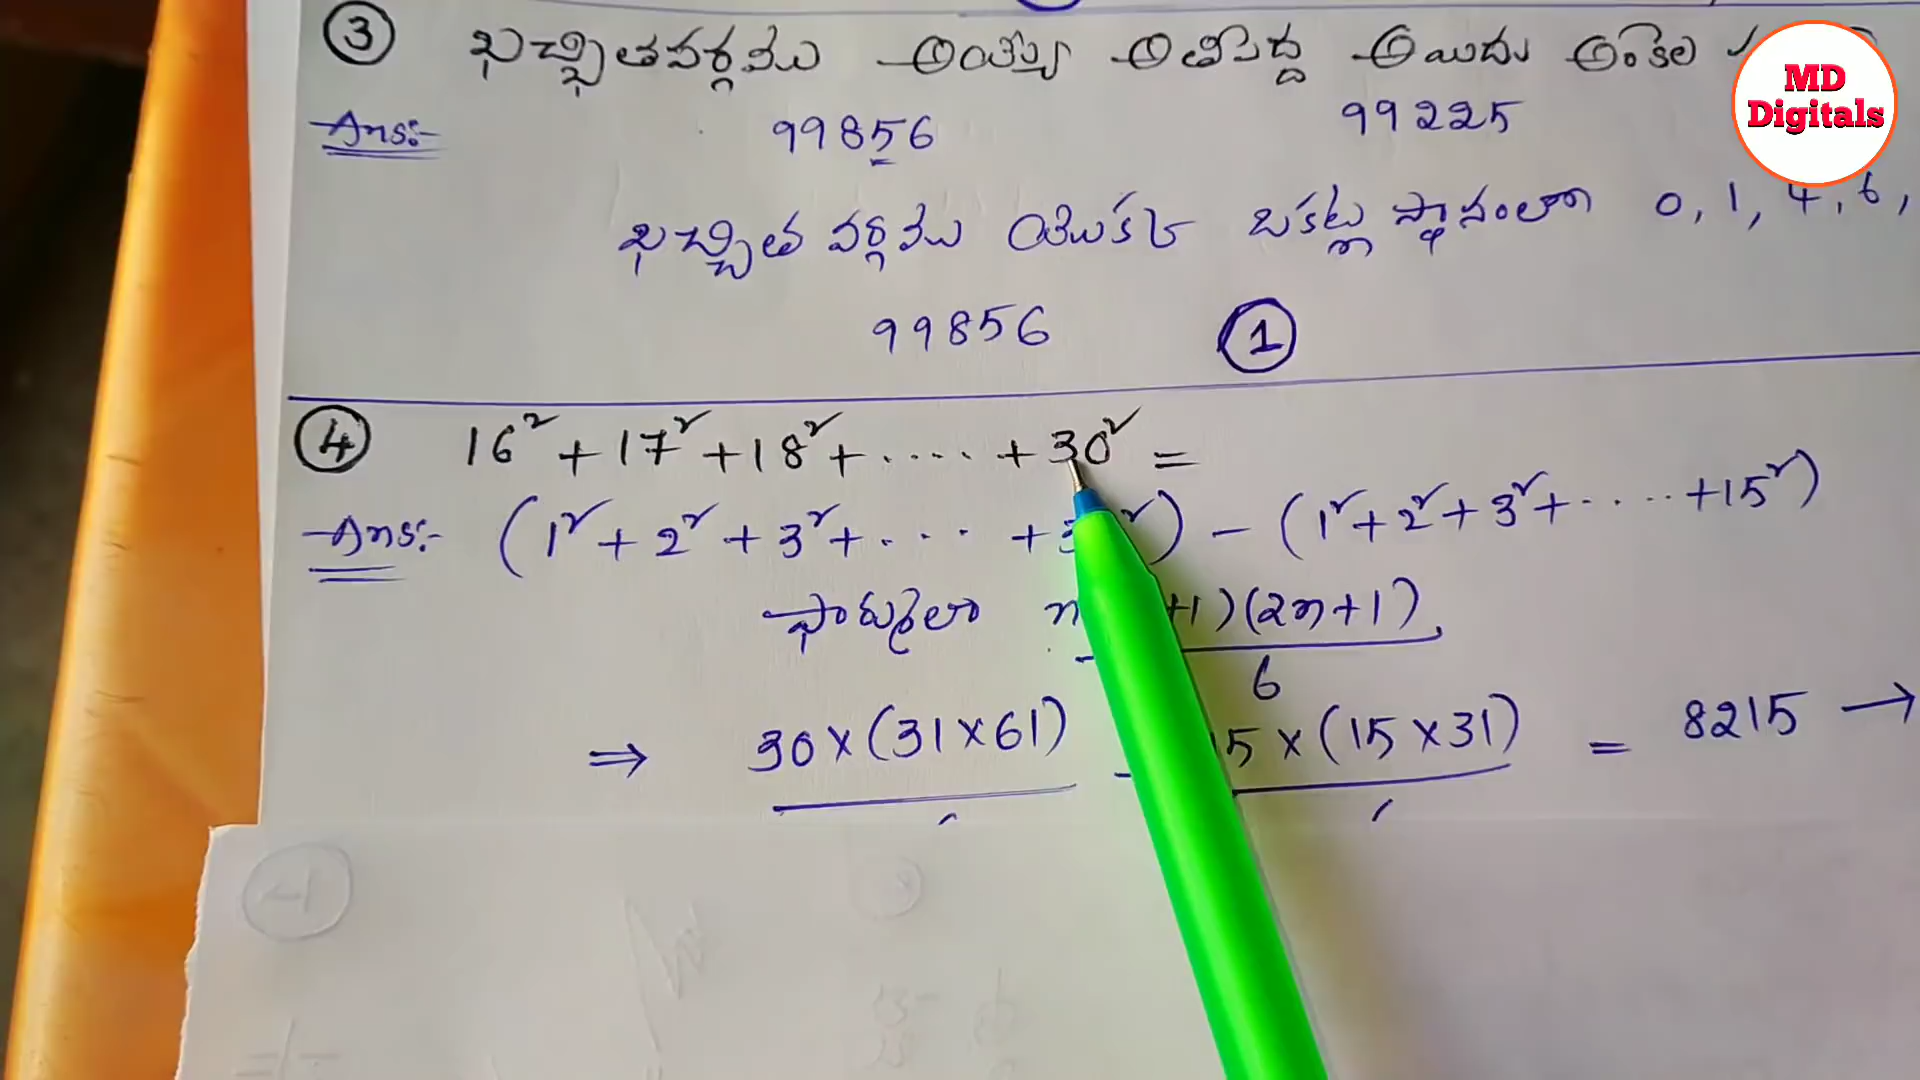 ③ ఖచ్చితవర్గము అయ్యే అతిపెద్ద అయిదు అంకెల
MD Digitals
Ans:- 99856 99225
ఖచ్చిత వర్గము యొక్క ఒకట్ల స్థానంలో 0, 1, 4, 6,
99856 ①
④ 16² + 17² + 18² + ..... + 30² =
Ans:- (1² + 2² + 3² + .... + ²) - (1² + 2² + 3² + ..... + 15²)
ఫార్ములా n +1)(2n+1)
6
⇒ 30×(31×61) - 15×(15×31) = 8215 →